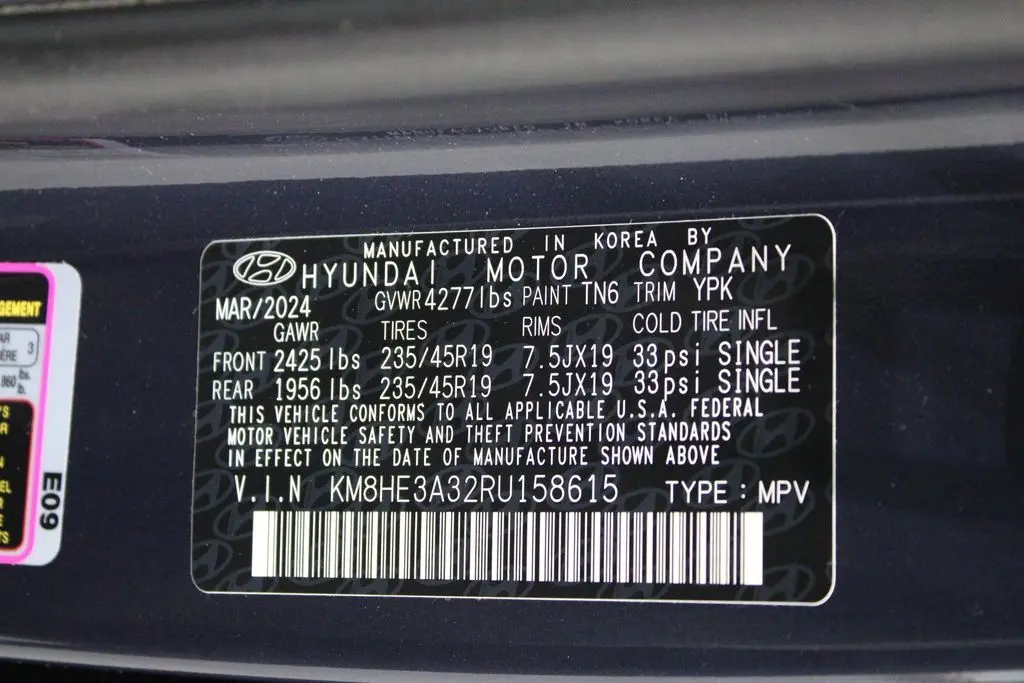 MANUFACTURED IN KOREA BY
HYUNDAI MOTOR COMPANY
MAR/2024 GVWR 4277lbs PAINT TN6 TRIM YPK
GAWR TIRES RIMS COLD TIRE INFL
FRONT 2425 lbs 235/45R19 7.5JX19 33psi SINGLE
REAR 1956 lbs 235/45R19 7.5JX19 33psi SINGLE
THIS VEHICLE CONFORMS TO ALL APPLICABLE U.S.A. FEDERAL
MOTOR VEHICLE SAFETY AND THEFT PREVENTION STANDARDS
IN EFFECT ON THE DATE OF MANUFACTURE SHOWN ABOVE
V.I.N KM8HE3A32RU158615 TYPE : MPV
3
860 lb.
E09